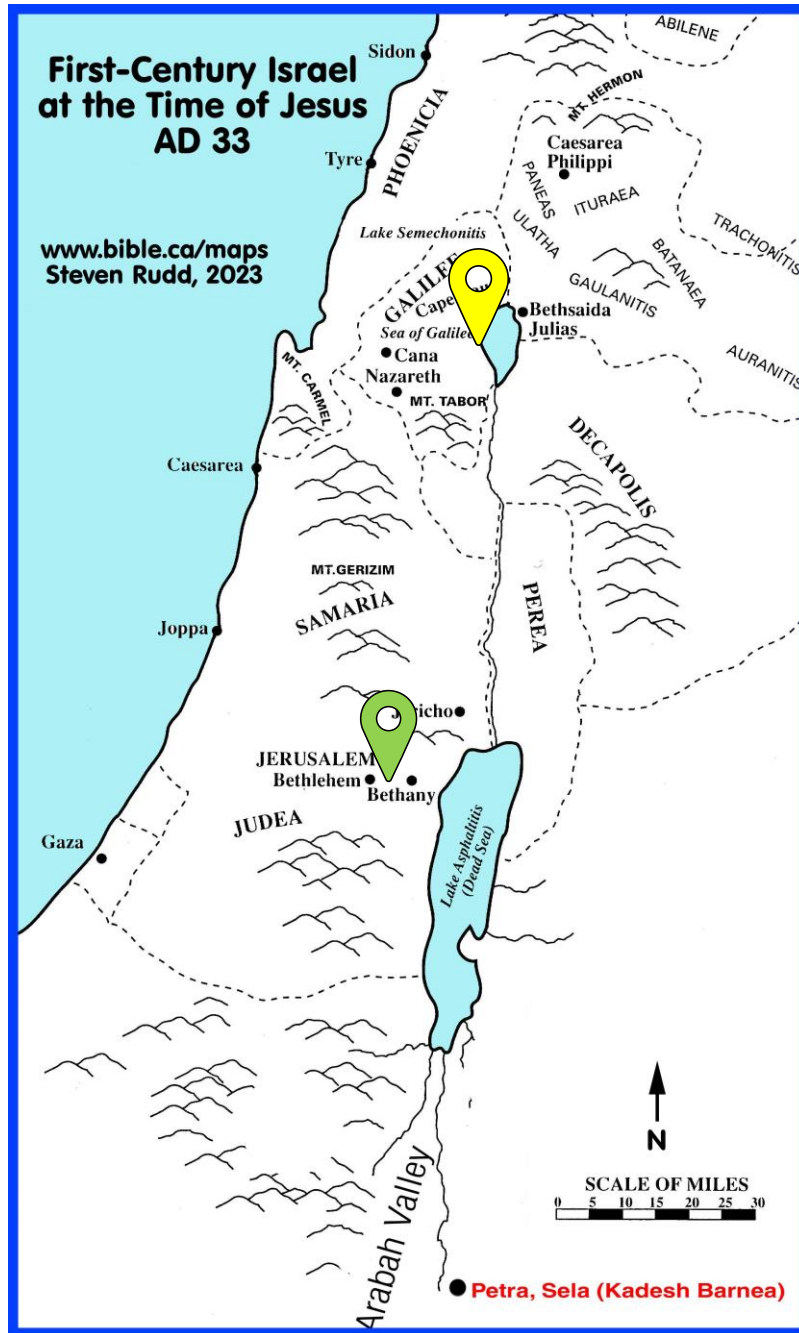 First-Century Israel
at the Time of Jesus
AD 33
www.bible.ca/maps
Steven Rudd, 2023
ABILENE
Sidon
MT. HERMON
PHOENICIA
Tyre
Caesarea
Philippi
PANEAS
ITURAEA
ULATHA
TRACHONITIS
Lake Semechonitis
BATANAEA
GALILEE
GAULANITIS
Bethsaida
Julias
Sea of Galilee
AURANITIS
Cana
MT. CARMEL
Nazareth
MT. TABOR
DECAPOLIS
Caesarea
MT.GERIZIM
SAMARIA
PEREA
Joppa
JERUSALEM
Bethlehem
Bethany
JUDEA
Gaza
Lake Asphaltitis
(Dead Sea)
N
SCALE OF MILES
0 5 10 15 20 25 30
Arabah Valley
Petra, Sela (Kadesh Barnea)